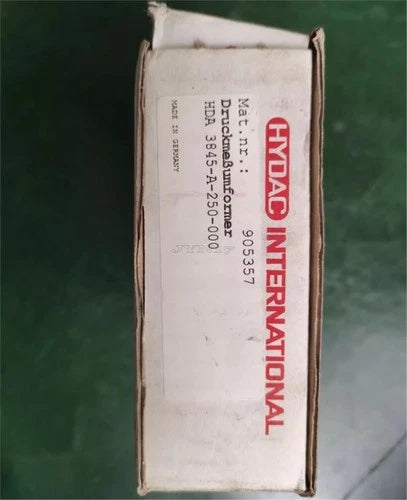 HYDAC INTERNATIONAL
Mat.nr.: 905357
Druckmeßumformer
HDA 3845-A-250-000
MADE IN GERMANY